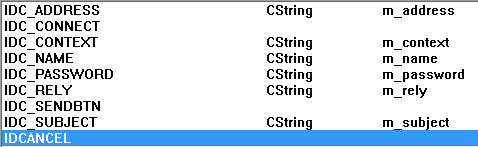 IDC_ADDRESS CString m_address
IDC_CONNECT
IDC_CONTEXT CString m_context
IDC_NAME CString m_name
IDC_PASSWORD CString m_password
IDC_RELY CString m_rely
IDC_SENDBTN
IDC_SUBJECT CString m_subject
IDCANCEL